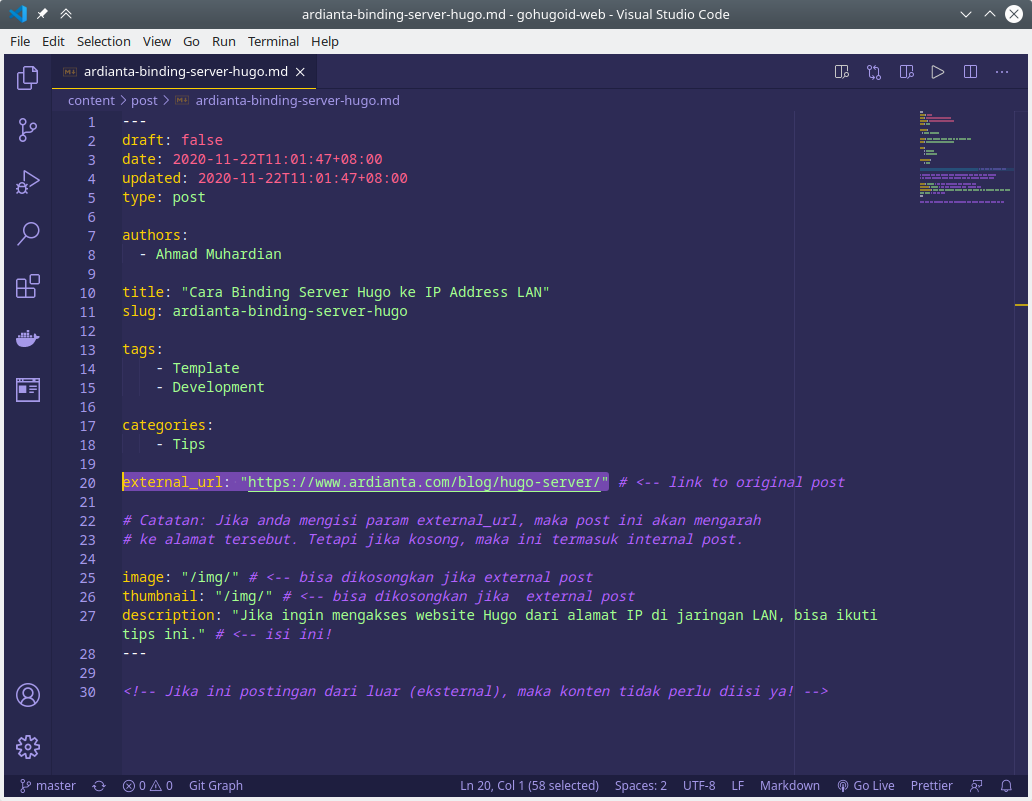 ardianta-binding-server-hugo.md - gohugoid-web - Visual Studio Code
File Edit Selection View Go Run Terminal Help
ardianta-binding-server-hugo.md
content > post > ardianta-binding-server-hugo.md
1 ---
2 draft: false
3 date: 2020-11-22T11:01:47+08:00
4 updated: 2020-11-22T11:01:47+08:00
5 type: post
6
7 authors:
8 - Ahmad Muhardian
9
10 title: "Cara Binding Server Hugo ke IP Address LAN"
11 slug: ardianta-binding-server-hugo
12
13 tags:
14 - Template
15 - Development
16
17 categories:
18 - Tips
19
20 external_url: "https://www.ardianta.com/blog/hugo-server/" # <-- link to original post
21
22 # Catatan: Jika anda mengisi param external_url, maka post ini akan mengarah
23 # ke alamat tersebut. Tetapi jika kosong, maka ini termasuk internal post.
24
25 image: "/img/" # <-- bisa dikosongkan jika external post
26 thumbnail: "/img/" # <-- bisa dikosongkan jika  external post
27 description: "Jika ingin mengakses website Hugo dari alamat IP di jaringan LAN, bisa ikuti
tips ini." # <-- isi ini!
28 ---
29
30 <!-- Jika ini postingan dari luar (eksternal), maka konten tidak perlu diisi ya! -->
master 0 0 Git Graph Ln 20, Col 1 (58 selected) Spaces: 2 UTF-8 LF Markdown Go Live Prettier